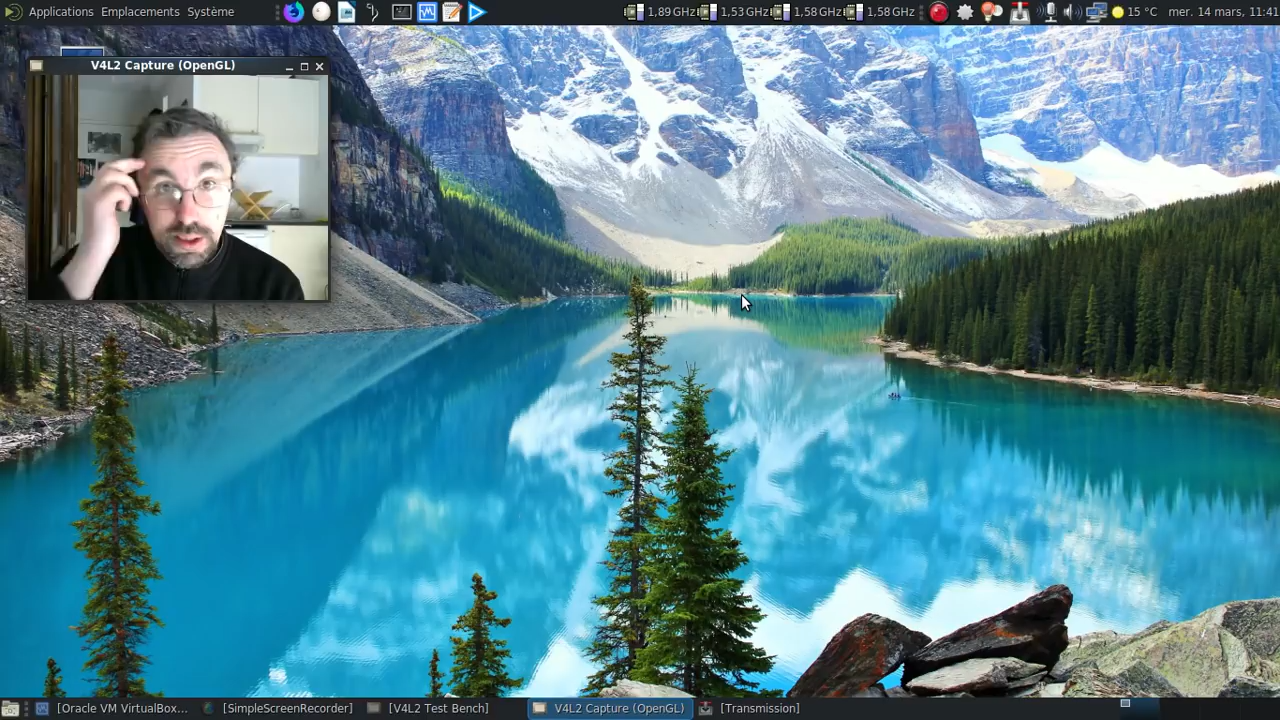 Applications Emplacements Système 1,89 GHz 1,53 GHz 1,58 GHz 1,58 GHz 15 °C mer. 14 mars, 11:41
V4L2 Capture (OpenGL)
[Oracle VM VirtualBox... [SimpleScreenRecorder] [V4L2 Test Bench] V4L2 Capture (OpenGL) [Transmission]